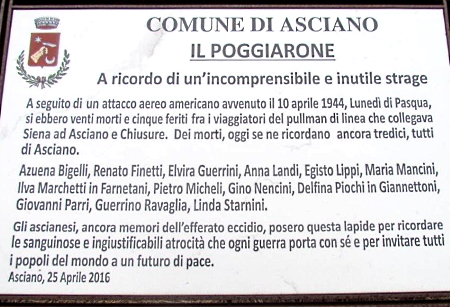 COMUNE DI ASCIANO
IL POGGIARONE
A ricordo di un'incomprensibile e inutile strage
A seguito di un attacco aereo americano avvenuto il 10 aprile 1944, Lunedì di Pasqua,
si ebbero venti morti e cinque feriti fra i viaggiatori del pullman di linea che collegava
Siena ad Asciano e Chiusure. Dei morti, oggi se ne ricordano ancora tredici, tutti
di Asciano.
Azuena Bigelli, Renato Finetti, Elvira Guerrini, Anna Landi, Egisto Lippi, Maria Mancini,
Ilva Marchetti in Farnetani, Pietro Micheli, Gino Nencini, Delfina Piochi in Giannettoni,
Giovanni Parri, Guerrino Ravaglia, Linda Starnini.
Gli ascianesi, ancora memori dell'efferato eccidio, posero questa lapide per ricordare
le sanguinose e ingiustificabili atrocità che ogni guerra porta con sé e per invitare tutti
i popoli del mondo a un futuro di pace.
Asciano, 25 Aprile 2016